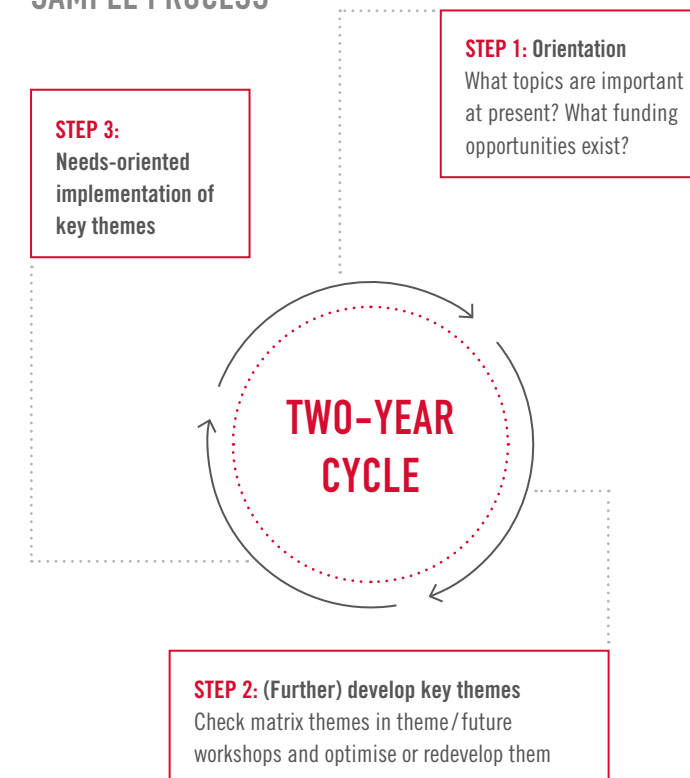 SAMPLE PROCESS
STEP 1: Orientation
What topics are important
at present? What funding
opportunities exist?
STEP 3:
Needs-oriented
implementation of
key themes
TWO-YEAR
CYCLE
STEP 2: (Further) develop key themes
Check matrix themes in theme/future
workshops and optimise or redevelop them